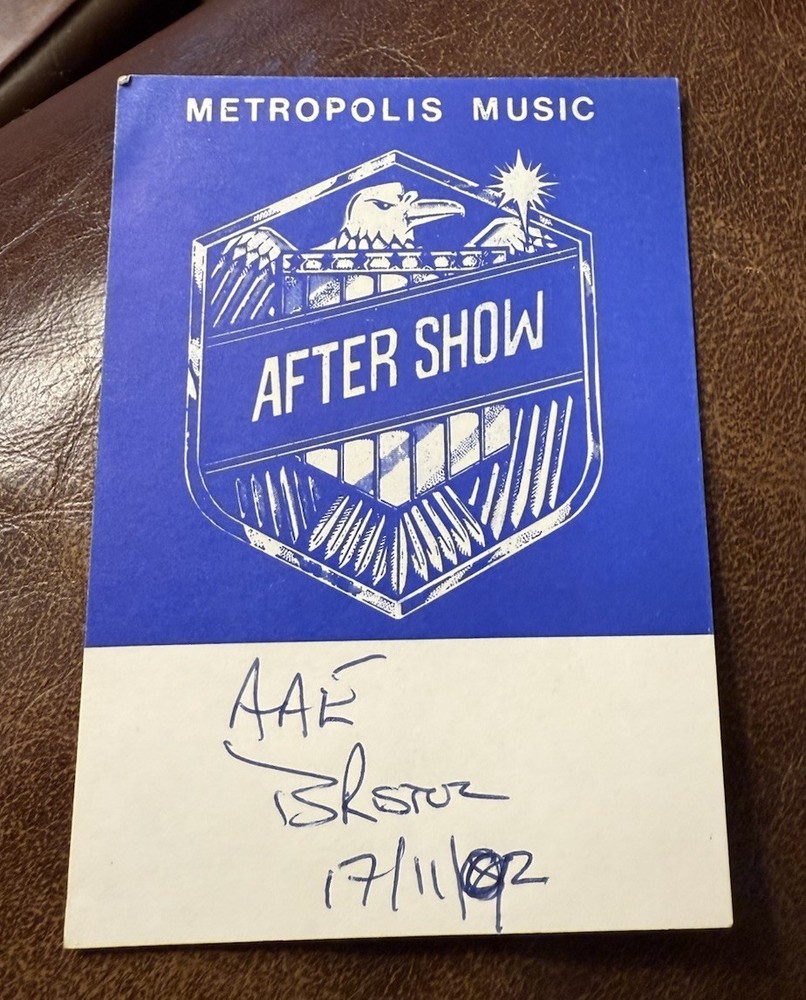 METROPOLIS MUSIC
AFTER SHOW
AAE
Bristol
17/11/92